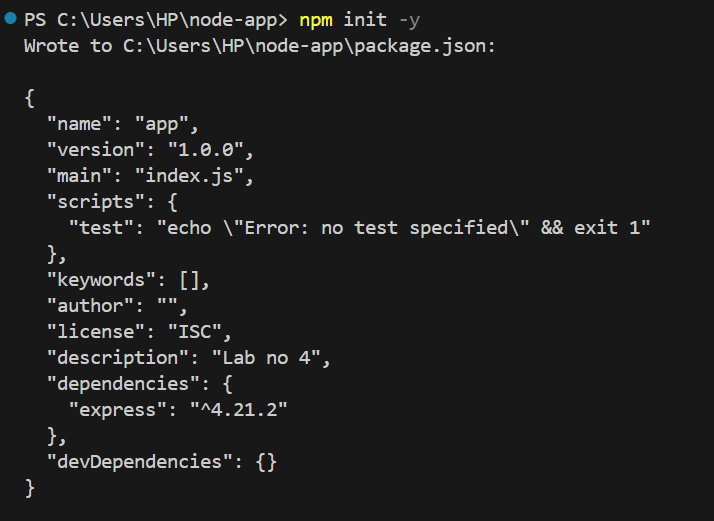 PS C:\Users\HP\node-app> npm init -y
Wrote to C:\Users\HP\node-app\package.json:

{
  "name": "app",
  "version": "1.0.0",
  "main": "index.js",
  "scripts": {
    "test": "echo \"Error: no test specified\" && exit 1"
  },
  "keywords": [],
  "author": "",
  "license": "ISC",
  "description": "Lab no 4",
  "dependencies": {
    "express": "^4.21.2"
  },
  "devDependencies": {}
}